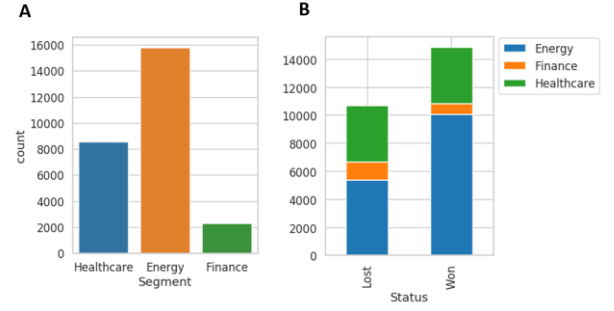 A
16000
14000
12000
10000
8000
6000
4000
2000
0
count
Healthcare Energy Finance
Segment
B
14000
12000
10000
8000
6000
4000
2000
0
Lost Won
Status
Energy
Finance
Healthcare